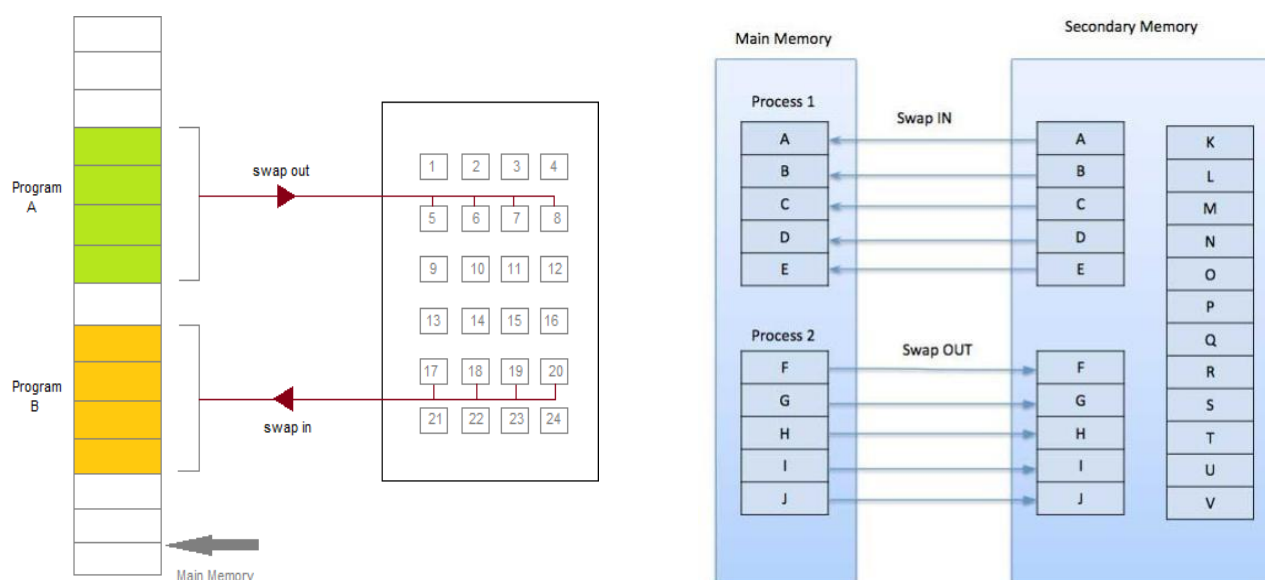 Program
A
swap out
1 2 3 4
5 6 7 8
9 10 11 12
13 14 15 16
17 18 19 20
21 22 23 24
Program
B
swap in
Main Memory
Main Memory
Secondary Memory
Process 1
Swap IN
A
B
C
D
E
A
B
C
D
E
Process 2
Swap OUT
F
G
H
I
J
F
G
H
I
J
K
L
M
N
O
P
Q
R
S
T
U
V